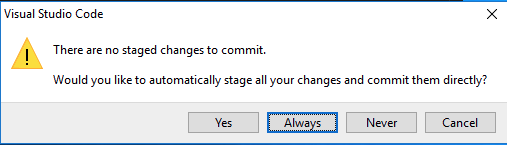 Visual Studio Code
There are no staged changes to commit.
Would you like to automatically stage all your changes and commit them directly?
Yes
Always
Never
Cancel